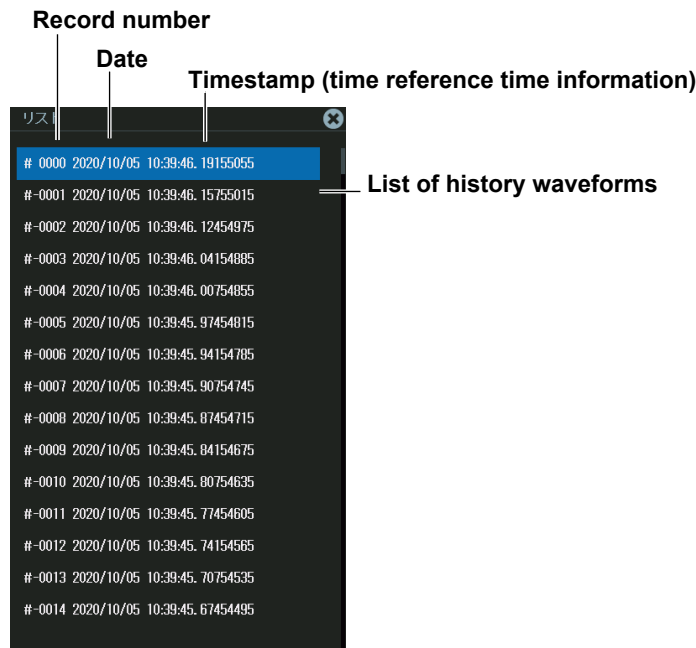 Record number
Date
Timestamp (time reference time information)
リスト
# 0000 2020/10/05 10:39:46.19155055
List of history waveforms
#-0001 2020/10/05 10:39:46.15755015
#-0002 2020/10/05 10:39:46.12454975
#-0003 2020/10/05 10:39:46.04154885
#-0004 2020/10/05 10:39:46.00754855
#-0005 2020/10/05 10:39:45.97454815
#-0006 2020/10/05 10:39:45.94154785
#-0007 2020/10/05 10:39:45.90754745
#-0008 2020/10/05 10:39:45.87454715
#-0009 2020/10/05 10:39:45.84154675
#-0010 2020/10/05 10:39:45.80754635
#-0011 2020/10/05 10:39:45.77454605
#-0012 2020/10/05 10:39:45.74154565
#-0013 2020/10/05 10:39:45.70754535
#-0014 2020/10/05 10:39:45.67454495